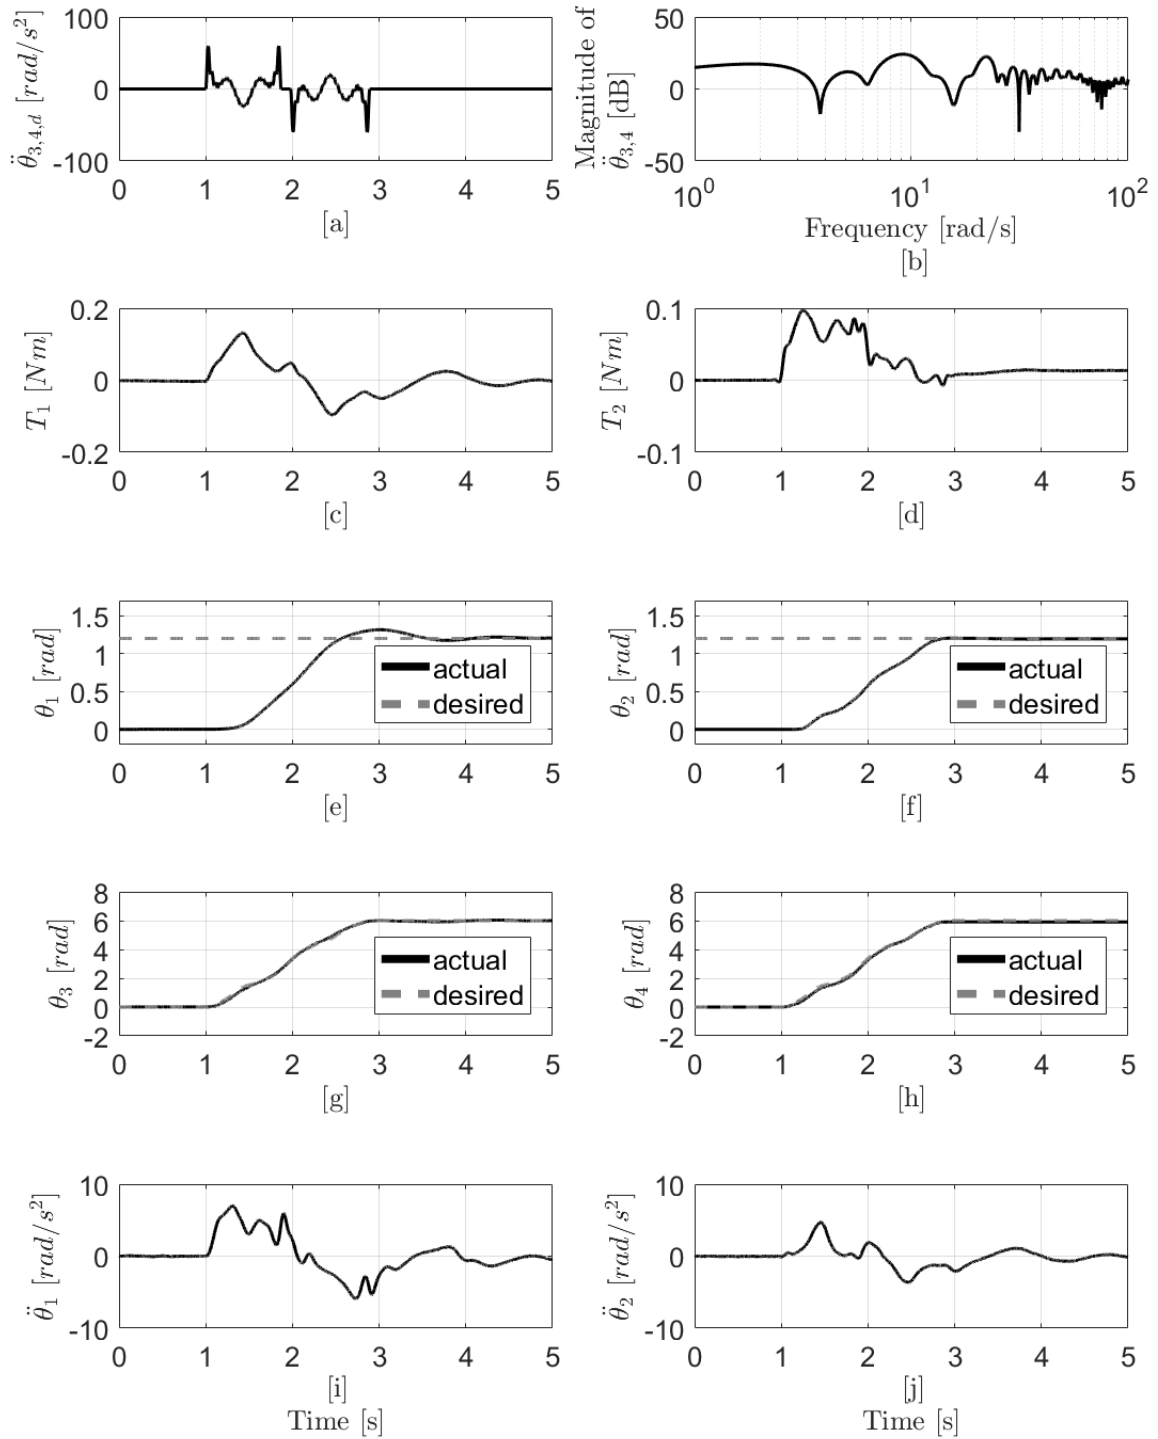 100
0
-100
θ̈3,4,d [rad/s²]
0 1 2 3 4 5
[a]
50
0
-50
Magnitude of
θ̈3,4 [dB]
10⁰ 10¹ 10²
Frequency [rad/s]
[b]
0.2
0
-0.2
T1 [Nm]
0 1 2 3 4 5
[c]
0.1
0
-0.1
T2 [Nm]
0 1 2 3 4 5
[d]
1.5
1
0.5
0
θ1 [rad]
actual
desired
0 1 2 3 4 5
[e]
1.5
1
0.5
0
θ2 [rad]
actual
desired
0 1 2 3 4 5
[f]
8
6
4
2
0
-2
θ3 [rad]
actual
desired
0 1 2 3 4 5
[g]
8
6
4
2
0
-2
θ4 [rad]
actual
desired
0 1 2 3 4 5
[h]
10
0
-10
θ̈1 [rad/s²]
0 1 2 3 4 5
[i]
Time [s]
10
0
-10
θ̈2 [rad/s²]
0 1 2 3 4 5
[j]
Time [s]